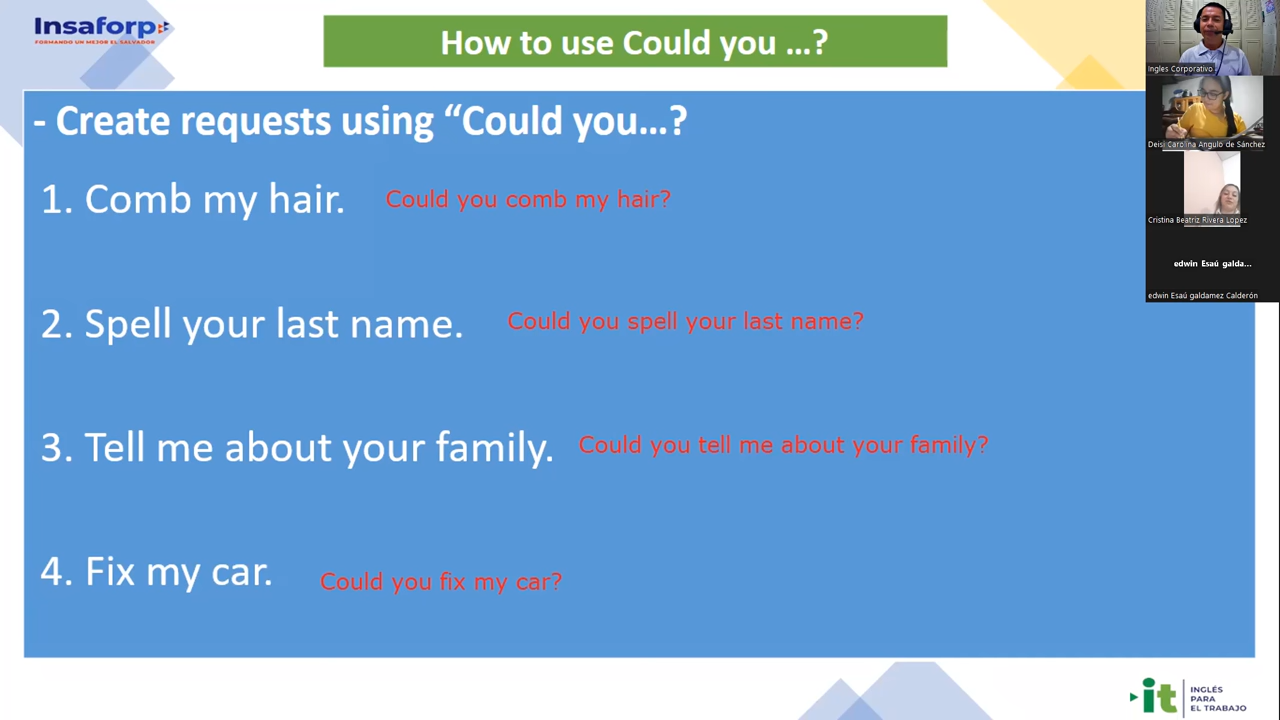 Insaforp
FORMANDO UN MEJOR EL SALVADOR
How to use Could you ...?
- Create requests using “Could you…?
1. Comb my hair.
Could you comb my hair?
2. Spell your last name.
Could you spell your last name?
3. Tell me about your family.
Could you tell me about your family?
4. Fix my car.
Could you fix my car?
Ingles Corporativo
Deisi Carolina Angulo de Sánchez
Cristina Beatriz Rivera Lopez
edwin Esaú galda...
edwin Esaú galdamez Calderón
it
INGLÉS
PARA
EL TRABAJO